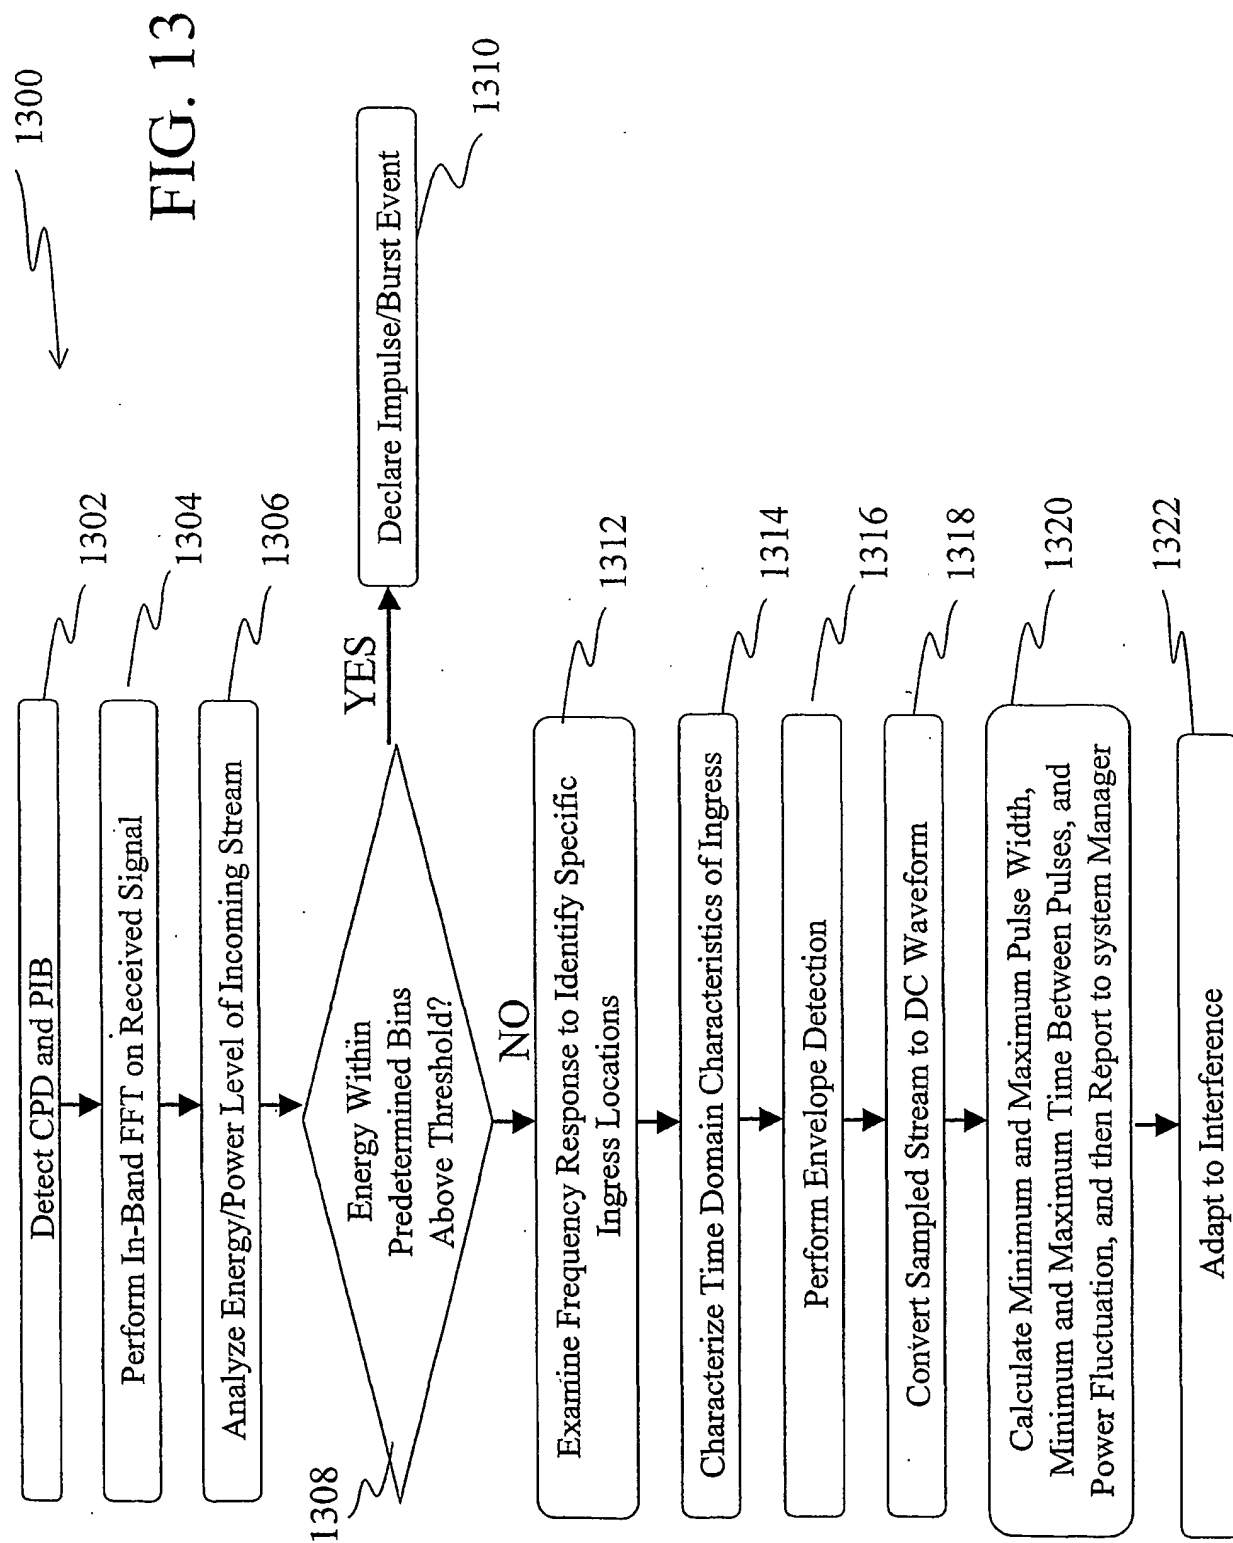 FIG. 13
1300
Detect CPD and PIB
1302
Perform In-Band FFT on Received Signal
1304
Analyze Energy/Power Level of Incoming Stream
1306
Energy Within
Predetermined Bins
Above Threshold?
1308
YES
Declare Impulse/Burst Event
1310
NO
Examine Frequency Response to Identify Specific
Ingress Locations
1312
Characterize Time Domain Characteristics of Ingress
1314
Perform Envelope Detection
1316
Convert Sampled Stream to DC Waveform
1318
Calculate Minimum and Maximum Pulse Width,
Minimum and Maximum Time Between Pulses, and
Power Fluctuation, and then Report to system Manager
1320
Adapt to Interference
1322